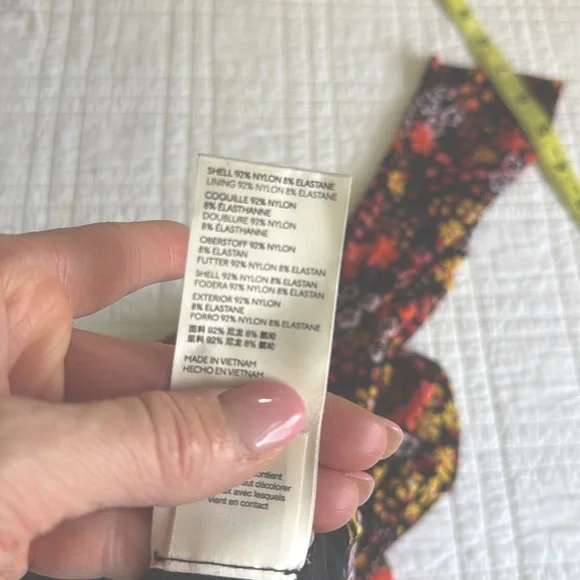 SHELL 92% NYLON 8% ELASTANE
LINING 92% NYLON 8% ELASTANE
COQUILLE 92% NYLON
8% ÉLASTHANNE
DOUBLURE 92% NYLON
8% ÉLASTHANNE
OBERSTOFF 92% NYLON
8% ELASTAN
FUTTER 92% NYLON 8% ELASTAN
SHELL 92% NYLON 8% ELASTAN
FODERA 92% NYLON 8% ELASTAN
EXTERIOR 92% NYLON
8% ELASTANE
FORRO 92% NYLON 8% ELASTANE
面料 92% 尼龙 8% 氨纶
里料 92% 尼龙 8% 氨纶
MADE IN VIETNAM
HECHO EN VIETNAM
contient
décolorer
avec lesquels
vient en contact